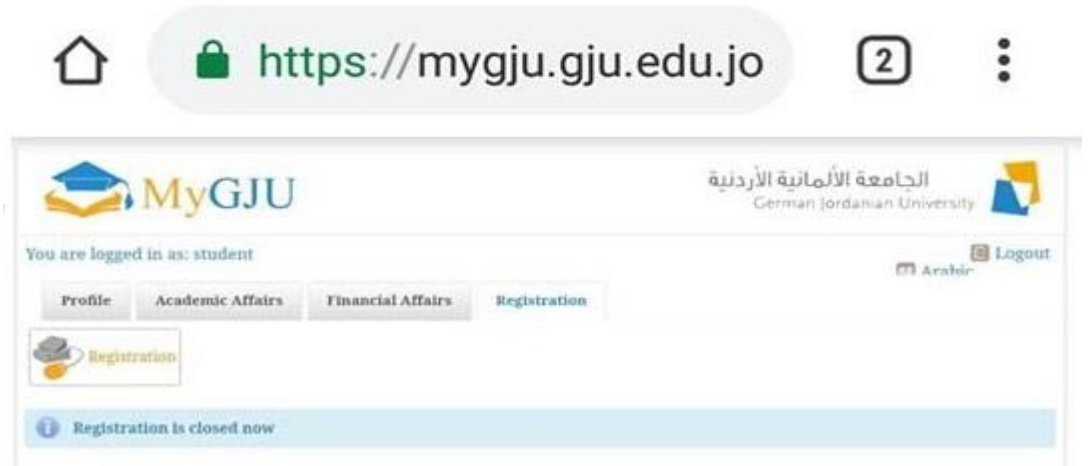 https://mygju.gju.edu.jo
2
MyGJU
الجامعة الألمانية الأردنية
German Jordanian University
You are logged in as: student
Logout
Arabic
Profile
Academic Affairs
Financial Affairs
Registration
Registration
Registration is closed now